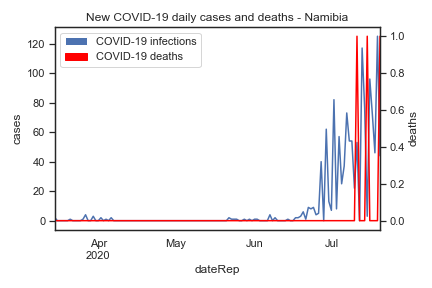 New COVID-19 daily cases and deaths - Namibia
COVID-19 infections
COVID-19 deaths
120
100
80
60
40
20
0
cases
1.0
0.8
0.6
0.4
0.2
0.0
deaths
Apr
2020
May
Jun
Jul
dateRep